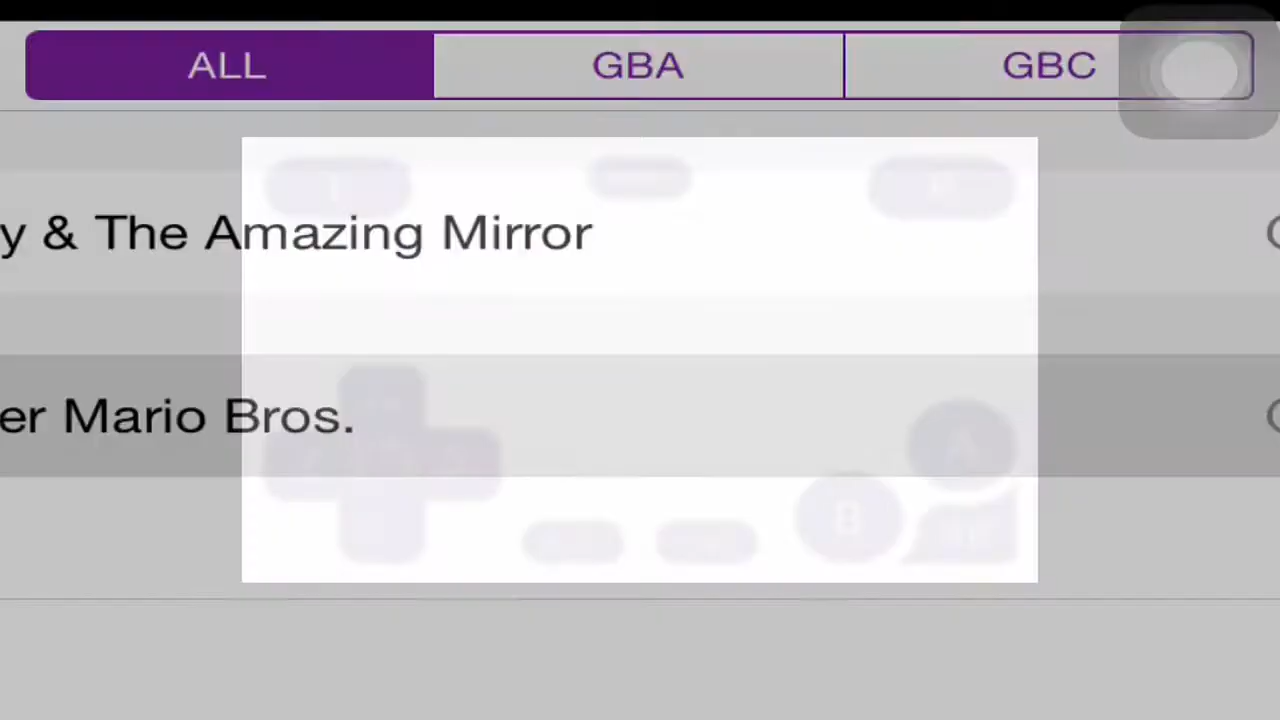 ALL GBA GBC
y & The Amazing Mirror
er Mario Bros.
B
A